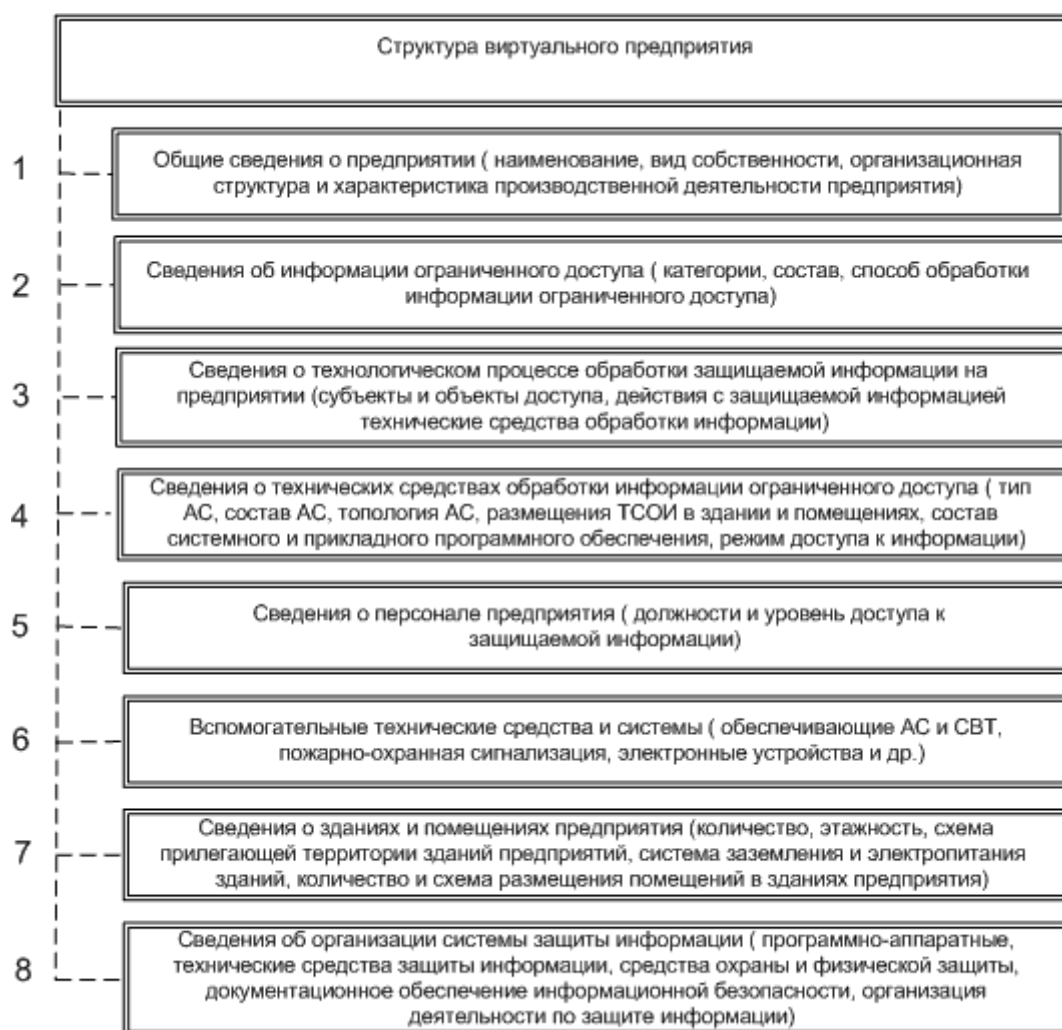 Структура виртуального предприятия
1
Общие сведения о предприятии ( наименование, вид собственности, организационная
структура и характеристика производственной деятельности предприятия)
2
Сведения об информации ограниченного доступа ( категории, состав, способ обработки
информации ограниченного доступа)
3
Сведения о технологическом процессе обработки защищаемой информации на
предприятии (субъекты и объекты доступа, действия с защищаемой информацией
технические средства обработки информации)
4
Сведения о технических средствах обработки информации ограниченного доступа ( тип
АС, состав АС, топология АС, размещения ТСОИ в здании и помещениях, состав
системного и прикладного программного обеспечения, режим доступа к информации)
5
Сведения о персонале предприятия ( должности и уровень доступа к
защищаемой информации)
6
Вспомогательные технические средства и системы ( обеспечивающие АС и СВТ,
пожарно-охранная сигнализация, электронные устройства и др.)
7
Сведения о зданиях и помещениях предприятия (количество, этажность, схема
прилегающей территории зданий предприятий, система заземления и электропитания
зданий, количество и схема размещения помещений в зданиях предприятия)
8
Сведения об организации системы защиты информации ( программно-аппаратные,
технические средства защиты информации, средства охраны и физической защиты,
документационное обеспечение информационной безопасности, организация
деятельности по защите информации)